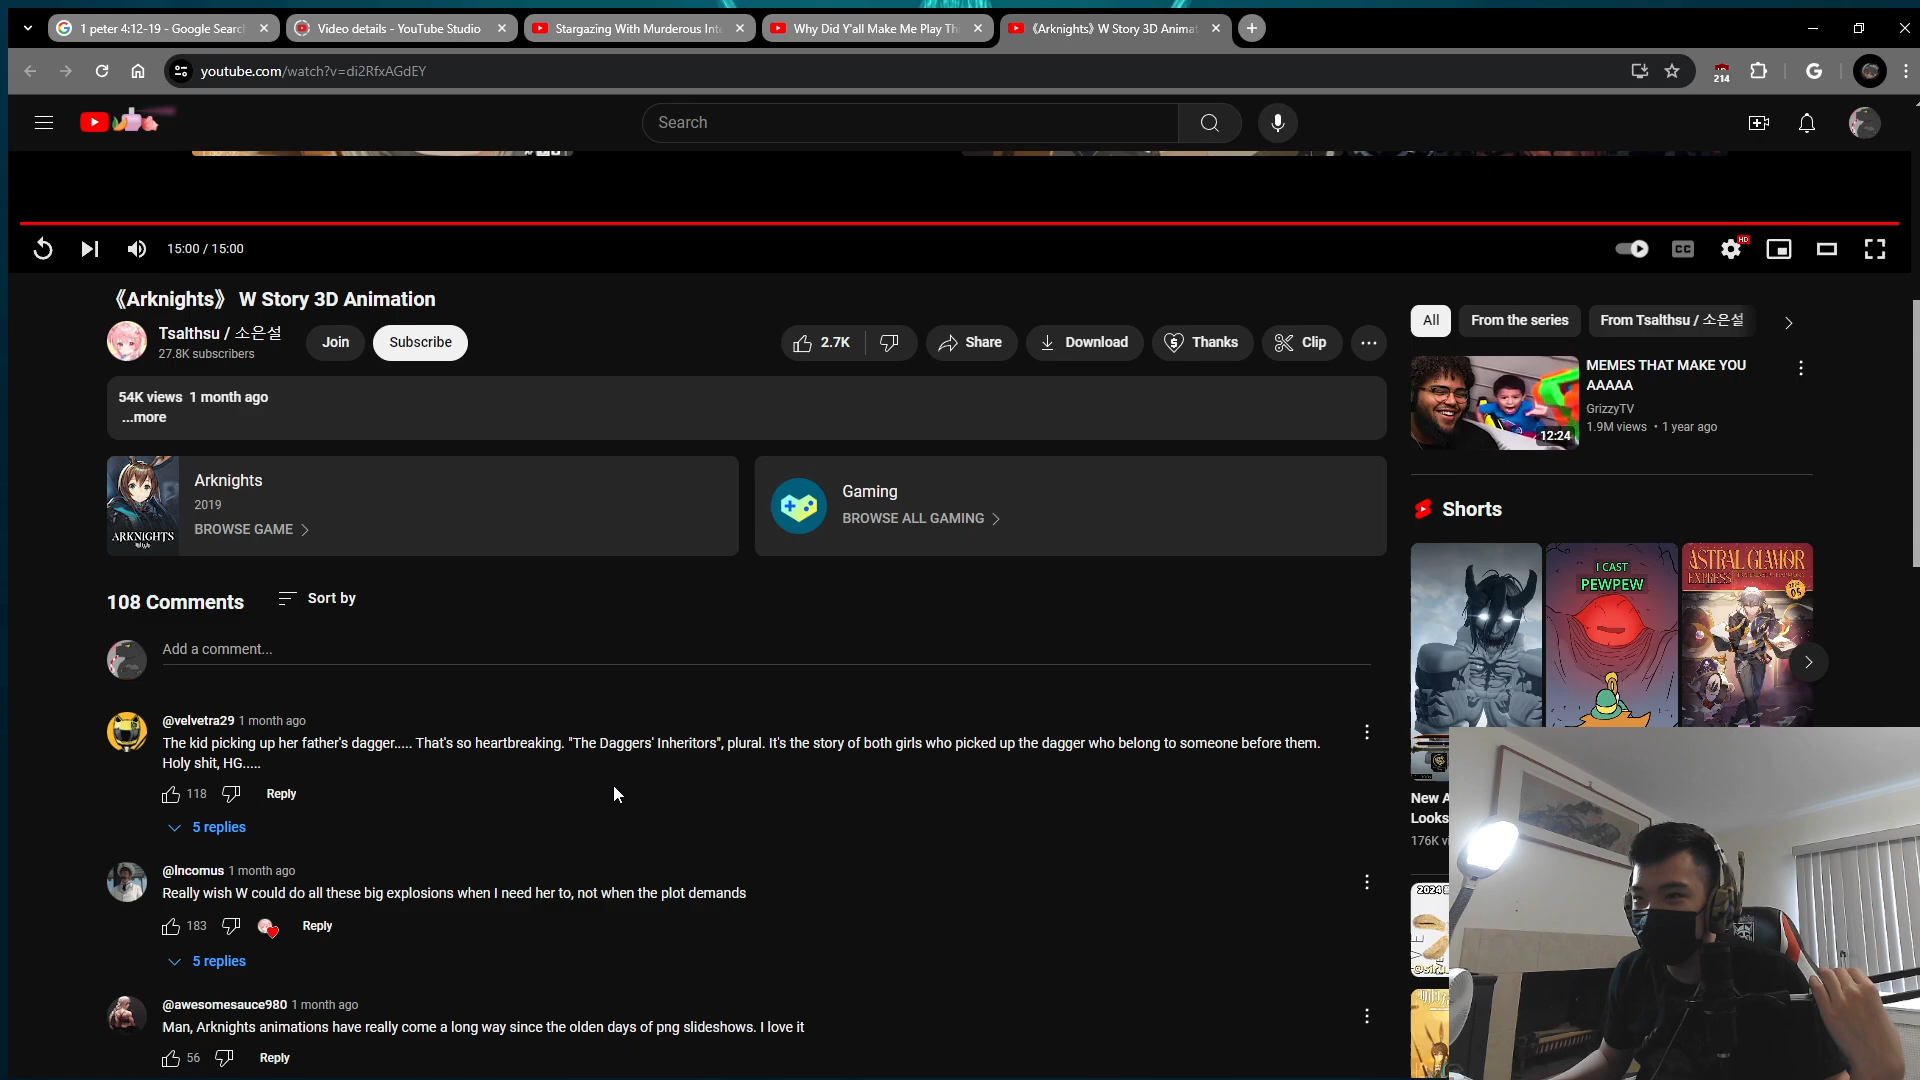 1 peter 4:12-19 - Google Searc
Video details - YouTube Studio
Stargazing With Murderous Inte
Why Did Y'all Make Me Play Thi
《Arknights》 W Story 3D Animat
youtube.com/watch?v=di2RfxAGdEY
214
Search
15:00 / 15:00
CC
HD
《Arknights》 W Story 3D Animation
Tsalthsu / 소은설
27.8K subscribers
Join
Subscribe
2.7K
Share
Download
Thanks
Clip
54K views 1 month ago
...more
Arknights
2019
BROWSE GAME
ARKNIGHTS
Gaming
BROWSE ALL GAMING
108 Comments
Sort by
Add a comment...
@velvetra29 1 month ago
The kid picking up her father's dagger..... That's so heartbreaking. "The Daggers' Inheritors", plural. It's the story of both girls who picked up the dagger who belong to someone before them.
Holy shit, HG.....
118
Reply
5 replies
@Incomus 1 month ago
Really wish W could do all these big explosions when I need her to, not when the plot demands
183
Reply
5 replies
@awesomesauce980 1 month ago
Man, Arknights animations have really come a long way since the olden days of png slideshows. I love it
56
Reply
All
From the series
From Tsalthsu / 소은설
MEMES THAT MAKE YOU
AAAAA
GrizzyTV
1.9M views • 1 year ago
12:24
Shorts
I CAST
PEWPEW
ASTRAL GLAMOR
EXPRESS
05
New A
Looks
176K vi
2024